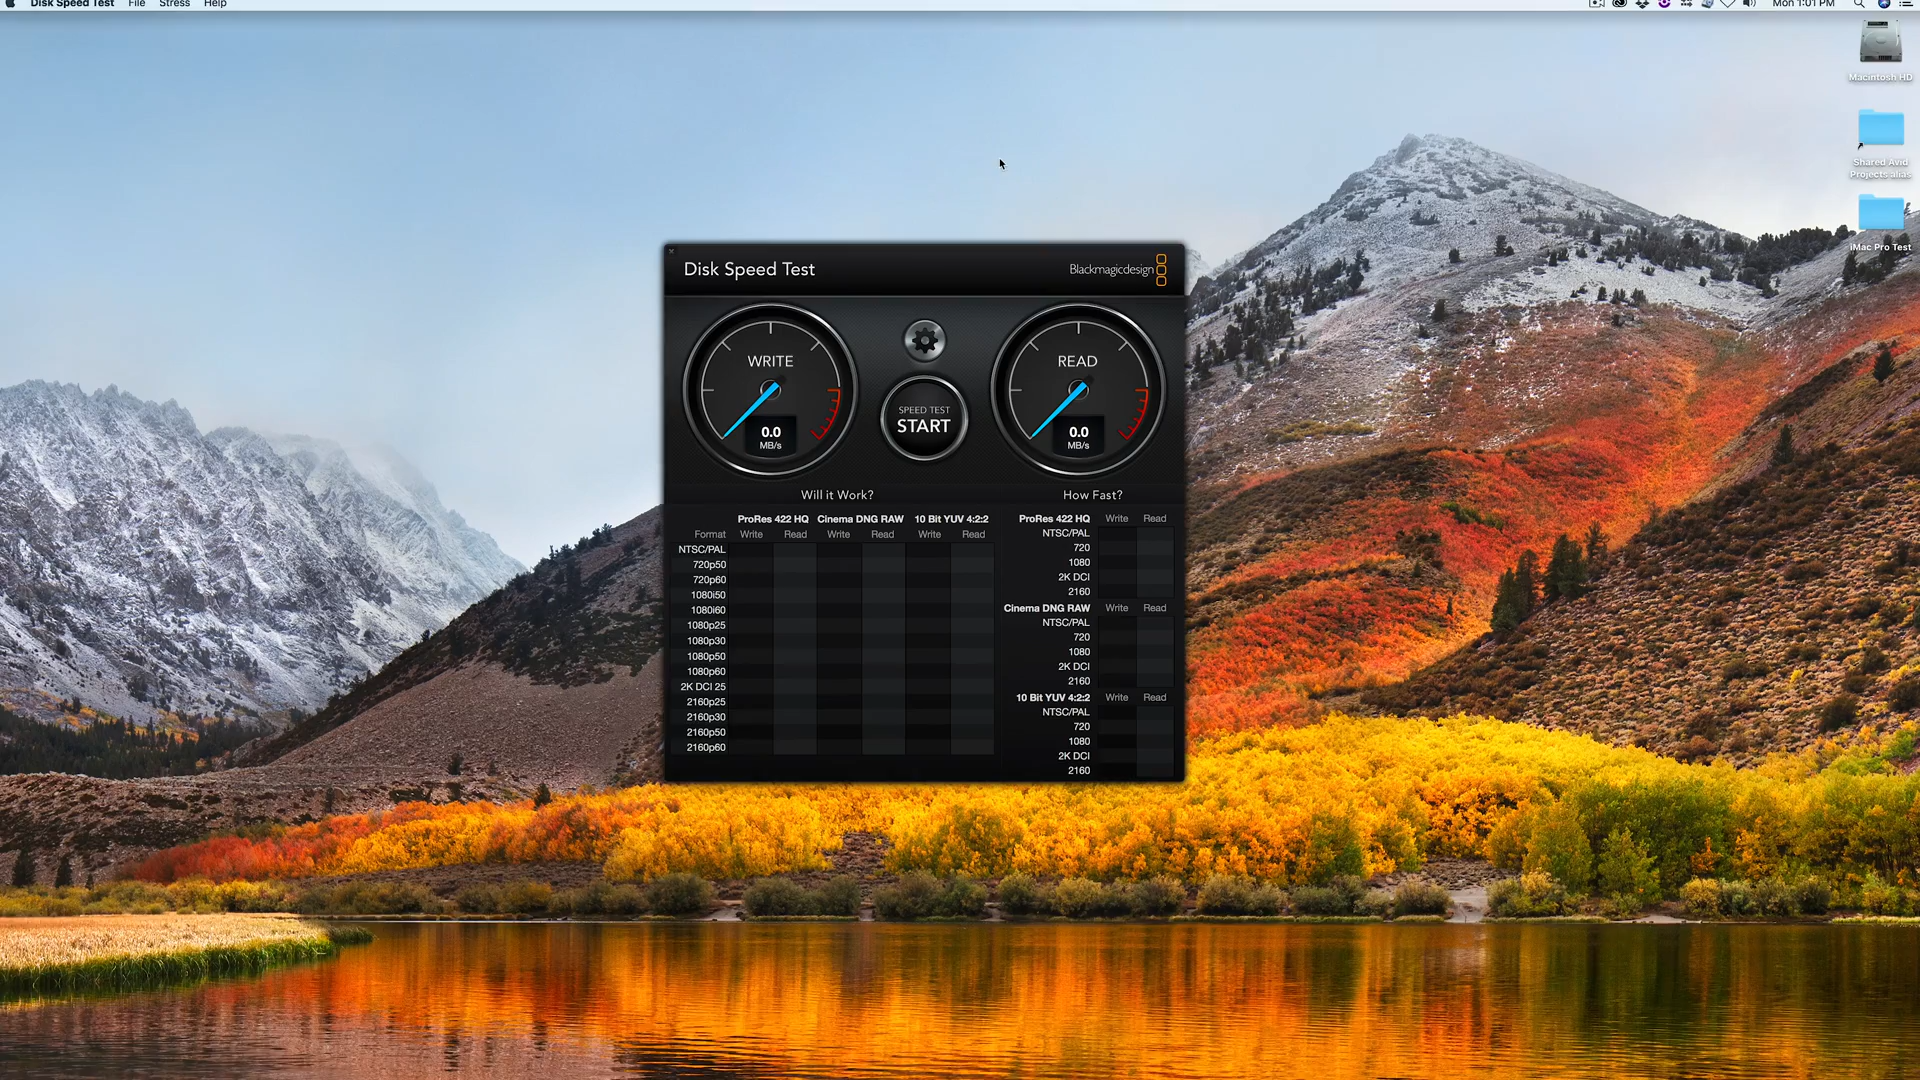 Disk Speed Test File Stress Help Mon 1:01 PM
Macintosh HD
Shared Avid
Projects alias
iMac Pro Test
Disk Speed Test
Blackmagicdesign
WRITE
0.0
MB/s
SPEED TEST
START
READ
0.0
MB/s
Will it Work?
ProRes 422 HQ Cinema DNG RAW 10 Bit YUV 4:2:2
Format Write Read Write Read Write Read
NTSC/PAL
720p50
720p60
1080i50
1080i60
1080p25
1080p30
1080p50
1080p60
2K DCI 25
2160p25
2160p30
2160p50
2160p60
How Fast?
ProRes 422 HQ Write Read
NTSC/PAL
720
1080
2K DCI
2160
Cinema DNG RAW Write Read
NTSC/PAL
720
1080
2K DCI
2160
10 Bit YUV 4:2:2 Write Read
NTSC/PAL
720
1080
2K DCI
2160